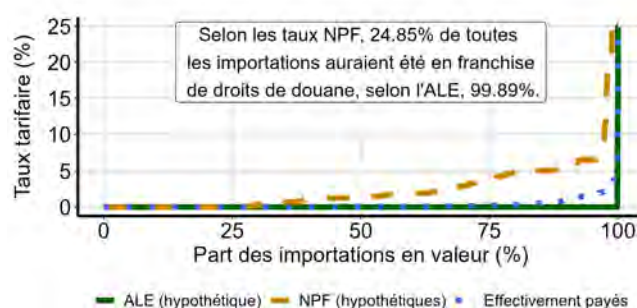 Selon les taux NPF, 24.85% de toutes
les importations auraient été en franchise
de droits de douane, selon l'ALE, 99.89%.
Taux tarifaire (%)
25
20
15
10
5
0
0 25 50 75 100
Part des importations en valeur (%)
ALE (hypothétique) NPF (hypothétiques) Effectivernent payés